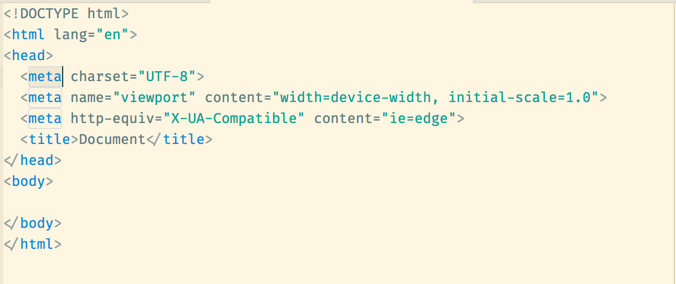 <!DOCTYPE html>
<html lang="en">
<head>
<meta charset="UTF-8">
<meta name="viewport" content="width=device-width, initial-scale=1.0">
<meta http-equiv="X-UA-Compatible" content="ie=edge">
<title>Document</title>
</head>
<body>
</body>
</html>